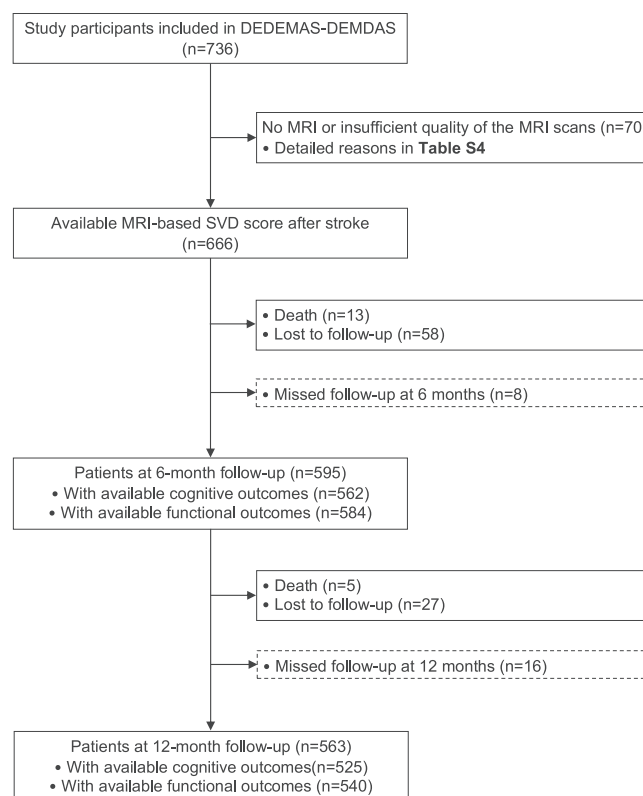 Study participants included in DEDEMAS-DEMDAS
(n=736)
No MRI or insufficient quality of the MRI scans (n=70
• Detailed reasons in Table S4
Available MRI-based SVD score after stroke
(n=666)
• Death (n=13)
• Lost to follow-up (n=58)
• Missed follow-up at 6 months (n=8)
Patients at 6-month follow-up (n=595)
• With available cognitive outcomes (n=562)
• With available functional outcomes (n=584)
• Death (n=5)
• Lost to follow-up (n=27)
• Missed follow-up at 12 months (n=16)
Patients at 12-month follow-up (n=563)
• With available cognitive outcomes(n=525)
• With available functional outcomes (n=540)